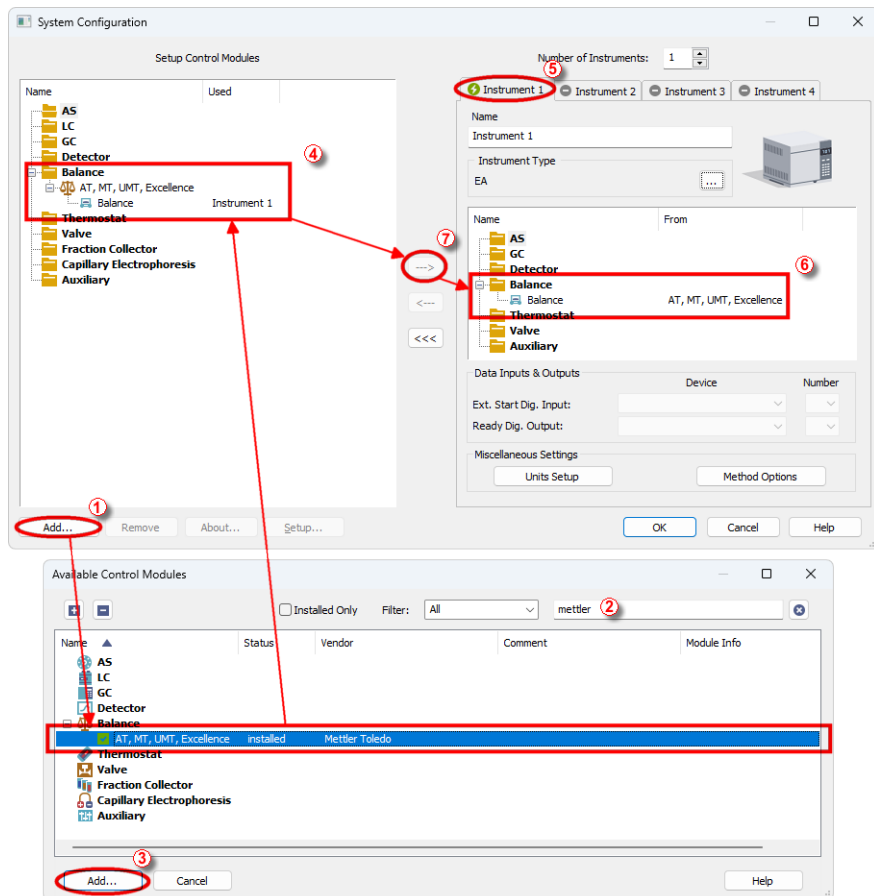 System Configuration
Setup Control Modules
Number of Instruments: 1
⑤
Instrument 1 Instrument 2 Instrument 3 Instrument 4
Name Used
AS
LC
GC
Detector
Balance
AT, MT, UMT, Excellence
Balance Instrument 1
Thermostat
Valve
Fraction Collector
Capillary Electrophoresis
Auxiliary
④
Name
Instrument 1
Instrument Type
EA
...
⑦
--->
<---
<<<
Name From
AS
GC
Detector
Balance
Balance AT, MT, UMT, Excellence
Thermostat
Valve
Auxiliary
⑥
Data Inputs & Outputs
Device Number
Ext. Start Dig. Input:
Ready Dig. Output:
Miscellaneous Settings
Units Setup Method Options
①
Add... Remove About... Setup...
OK Cancel Help
Available Control Modules
Installed Only Filter: All mettler ②
Name Status Vendor Comment Module Info
AS
LC
GC
Detector
Balance
AT, MT, UMT, Excellence installed Mettler Toledo
Thermostat
Valve
Fraction Collector
Capillary Electrophoresis
Auxiliary
③
Add... Cancel Help